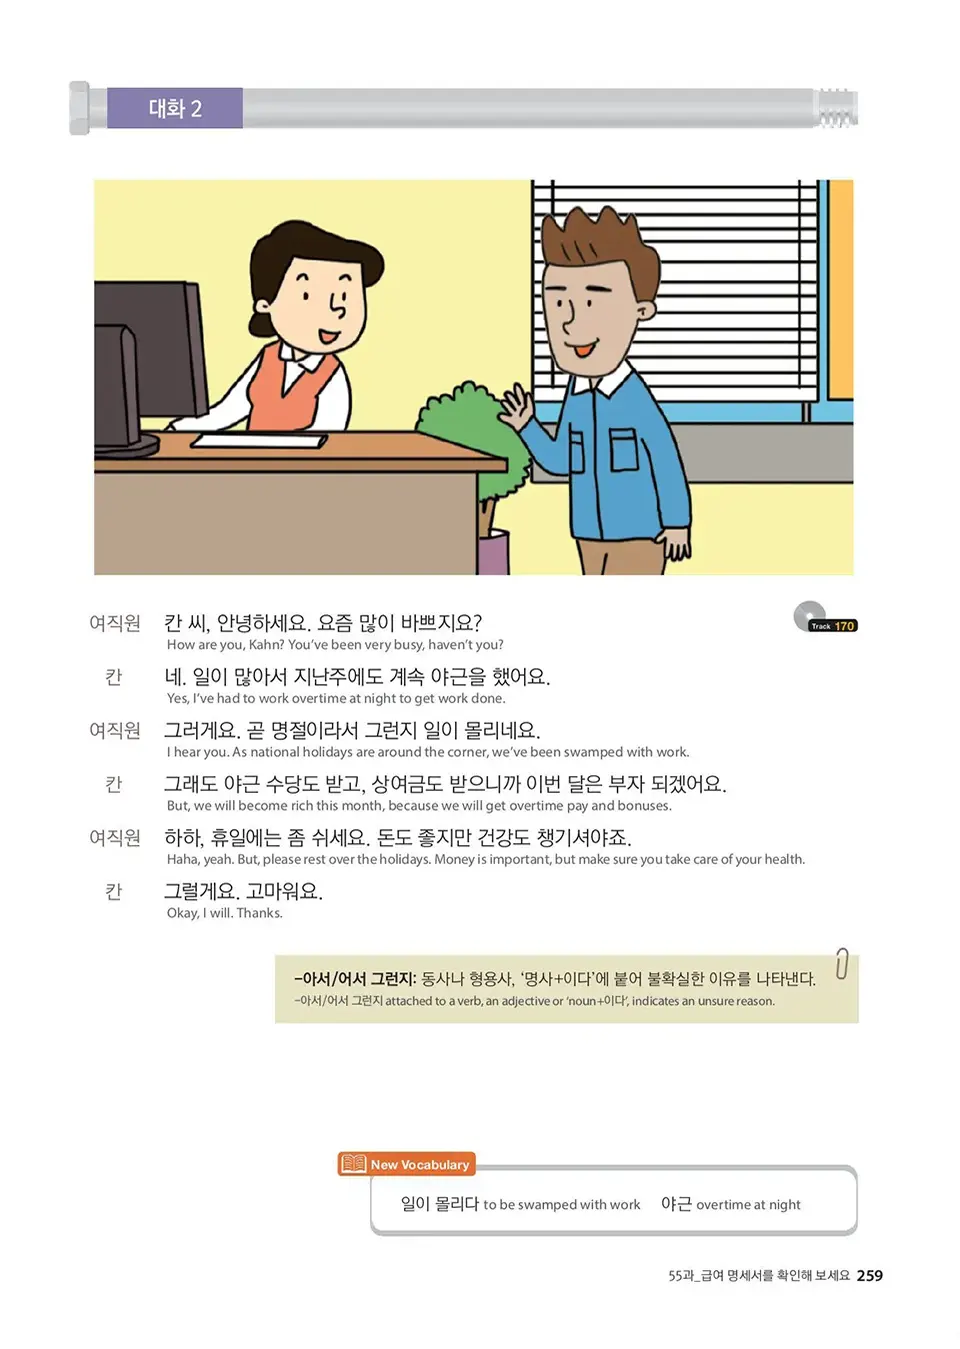 대화 2
여직원 칸 씨, 안녕하세요. 요즘 많이 바쁘지요?
How are you, Kahn? You've been very busy, haven't you?
Track 170
칸 네. 일이 많아서 지난주에도 계속 야근을 했어요.
Yes, I've had to work overtime at night to get work done.
여직원 그러게요. 곧 명절이라서 그런지 일이 몰리네요.
I hear you. As national holidays are around the corner, we've been swamped with work.
칸 그래도 야근 수당도 받고, 상여금도 받으니까 이번 달은 부자 되겠어요.
But, we will become rich this month, because we will get overtime pay and bonuses.
여직원 하하, 휴일에는 좀 쉬세요. 돈도 좋지만 건강도 챙기셔야죠.
Haha, yeah. But, please rest over the holidays. Money is important, but make sure you take care of your health.
칸 그럴게요. 고마워요.
Okay, I will. Thanks.
–아서/어서 그런지: 동사나 형용사, '명사+이다'에 붙어 불확실한 이유를 나타낸다.
–아서/어서 그런지 attached to a verb, an adjective or 'noun+이다', indicates an unsure reason.
New Vocabulary
일이 몰리다 to be swamped with work 야근 overtime at night
55과_급여 명세서를 확인해 보세요 259